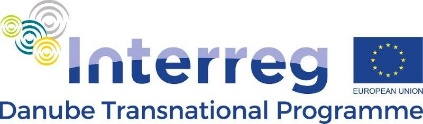 Interreg
EUROPEAN UNION
Danube Transnational Programme